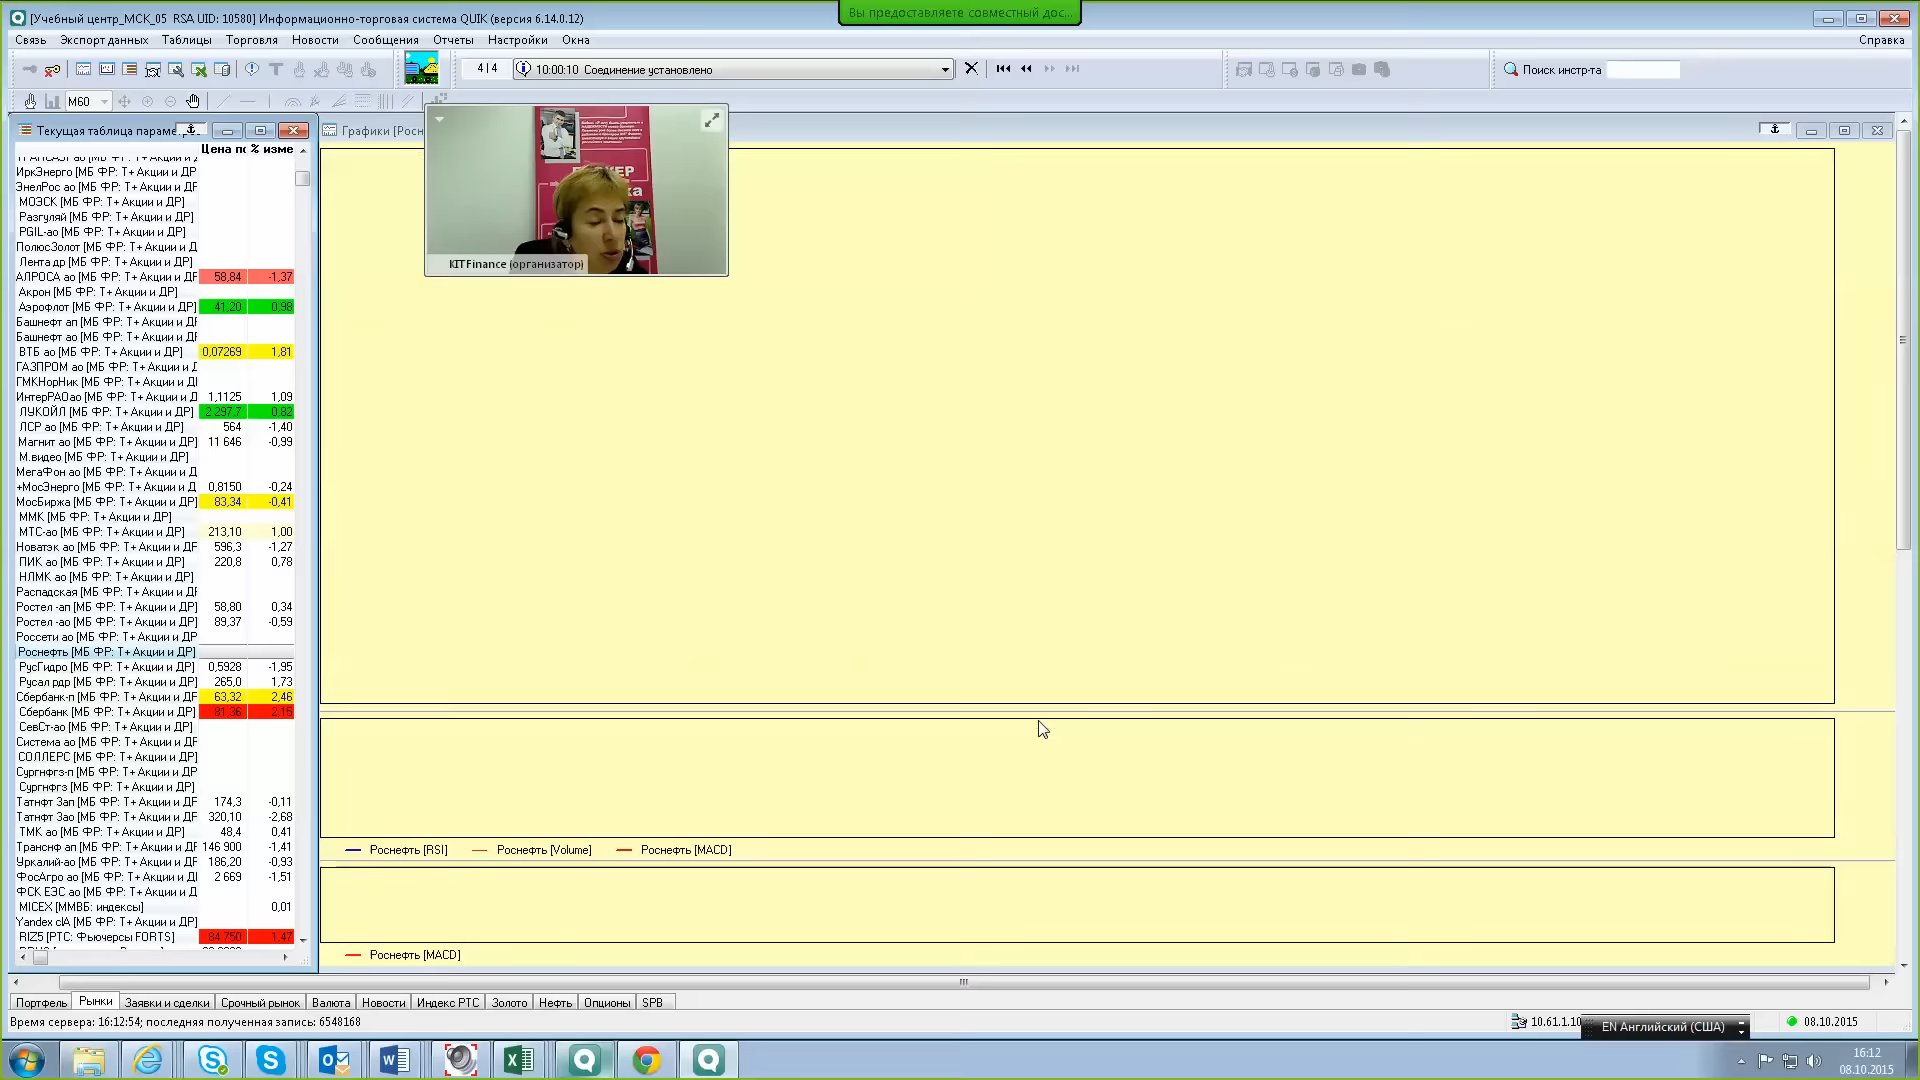 [Учебный центр_МСК_05 RSA UID: 10580] Информационно-торговая система QUIK (версия 6.14.0.12)
Вы предоставляете совместный дос...
Связь Экспорт данных Таблицы Торговля Новости Сообщения Отчеты Настройки Окна Справка
4|4 10:00:10 Соединение установлено Поиск инстр-та
M60
Текущая таблица параме
Графики [Росн
Цена по % изме
ИркЭнерго [МБ ФР: Т+ Акции и ДР
ЭнелРос ао [МБ ФР: Т+ Акции и ДР
МОЭСК [МБ ФР: Т+ Акции и ДР]
Разгуляй [МБ ФР: Т+ Акции и ДР]
PGIL-ао [МБ ФР: Т+ Акции и ДР]
ПолюсЗолот [МБ ФР: Т+ Акции и ДР
Лента др [МБ ФР: Т+ Акции и ДР]
АЛРОСА ао [МБ ФР: Т+ Акции и ДР 58,84 -1,37
Акрон [МБ ФР: Т+ Акции и ДР]
Аэрофлот [МБ ФР: Т+ Акции и ДР] 41,20 0,98
Башнефт ап [МБ ФР: Т+ Акции и ДР
Башнефт ао [МБ ФР: Т+ Акции и ДР
ВТБ ао [МБ ФР: Т+ Акции и ДР] 0,07269 1,81
ГАЗПРОМ ао [МБ ФР: Т+ Акции и Д
ГМКНорНик [МБ ФР: Т+ Акции и ДР
ИнтерРАОао [МБ ФР: Т+ Акции и Д 1,1125 1,09
ЛУКОЙЛ [МБ ФР: Т+ Акции и ДР] 2 297,7 0,82
ЛСР ао [МБ ФР: Т+ Акции и ДР] 564 -1,40
Магнит ао [МБ ФР: Т+ Акции и ДР] 11 646 -0,99
М.видео [МБ ФР: Т+ Акции и ДР]
МегаФон ао [МБ ФР: Т+ Акции и Д
+МосЭнерго [МБ ФР: Т+ Акции и Д 0,8150 -0,24
МосБиржа [МБ ФР: Т+ Акции и ДР] 83,34 -0,41
ММК [МБ ФР: Т+ Акции и ДР]
МТС-ао [МБ ФР: Т+ Акции и ДР] 213,10 1,00
Новатэк ао [МБ ФР: Т+ Акции и ДР 596,3 -1,27
ПИК ао [МБ ФР: Т+ Акции и ДР] 220,8 0,78
НЛМК ао [МБ ФР: Т+ Акции и ДР]
Распадская [МБ ФР: Т+ Акции и ДР
Ростел -ап [МБ ФР: Т+ Акции и ДР] 58,80 0,34
Ростел -ао [МБ ФР: Т+ Акции и ДР] 89,37 -0,59
Россети ао [МБ ФР: Т+ Акции и ДР
Роснефть [МБ ФР: Т+ Акции и ДР]
РусГидро [МБ ФР: Т+ Акции и ДР] 0,5928 -1,95
Русал рдр [МБ ФР: Т+ Акции и ДР] 265,0 1,73
Сбербанк-п [МБ ФР: Т+ Акции и ДР 63,32 2,46
Сбербанк [МБ ФР: Т+ Акции и ДР] 81,36 2,15
СевСт-ао [МБ ФР: Т+ Акции и ДР]
Система ао [МБ ФР: Т+ Акции и ДР
СОЛЛЕРС [МБ ФР: Т+ Акции и ДР]
Сургнфгз-п [МБ ФР: Т+ Акции и ДР
Сургнфгз [МБ ФР: Т+ Акции и ДР]
Татнфт 3ап [МБ ФР: Т+ Акции и ДР 174,3 -0,11
Татнфт 3ао [МБ ФР: Т+ Акции и ДР 320,10 -2,68
ТМК ао [МБ ФР: Т+ Акции и ДР] 48,4 0,41
Транснф ап [МБ ФР: Т+ Акции и ДР 146 900 -1,41
Уркалий-ао [МБ ФР: Т+ Акции и ДР 186,20 -0,93
ФосАгро ао [МБ ФР: Т+ Акции и ДР 2 669 -1,51
ФСК ЕЭС ао [МБ ФР: Т+ Акции и Д
MICEX [ММВБ: индексы] 0,01
Yandex clA [МБ ФР: Т+ Акции и ДР]
RIZ5 [РТС: Фьючерсы FORTS] 84 750 1,47
KITFinance (организатор)
Роснефть [RSI] Роснефть [Volume] Роснефть [MACD]
Роснефть [MACD]
Портфель Рынки Заявки и сделки Срочный рынок Валюта Новости Индекс РТС Золото Нефть Опционы SPB
Время сервера: 16:12:54; последняя полученная запись: 6548168
10.61.1.10
EN Английский (США)
08.10.2015
16:12
08.10.2015